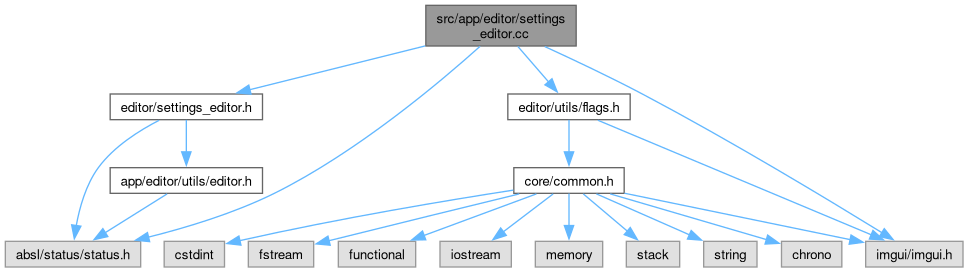 src/app/editor/settings
_editor.cc
editor/settings_editor.h
editor/utils/flags.h
app/editor/utils/editor.h
core/common.h
absl/status/status.h
cstdint
fstream
functional
iostream
memory
stack
string
chrono
imgui/imgui.h